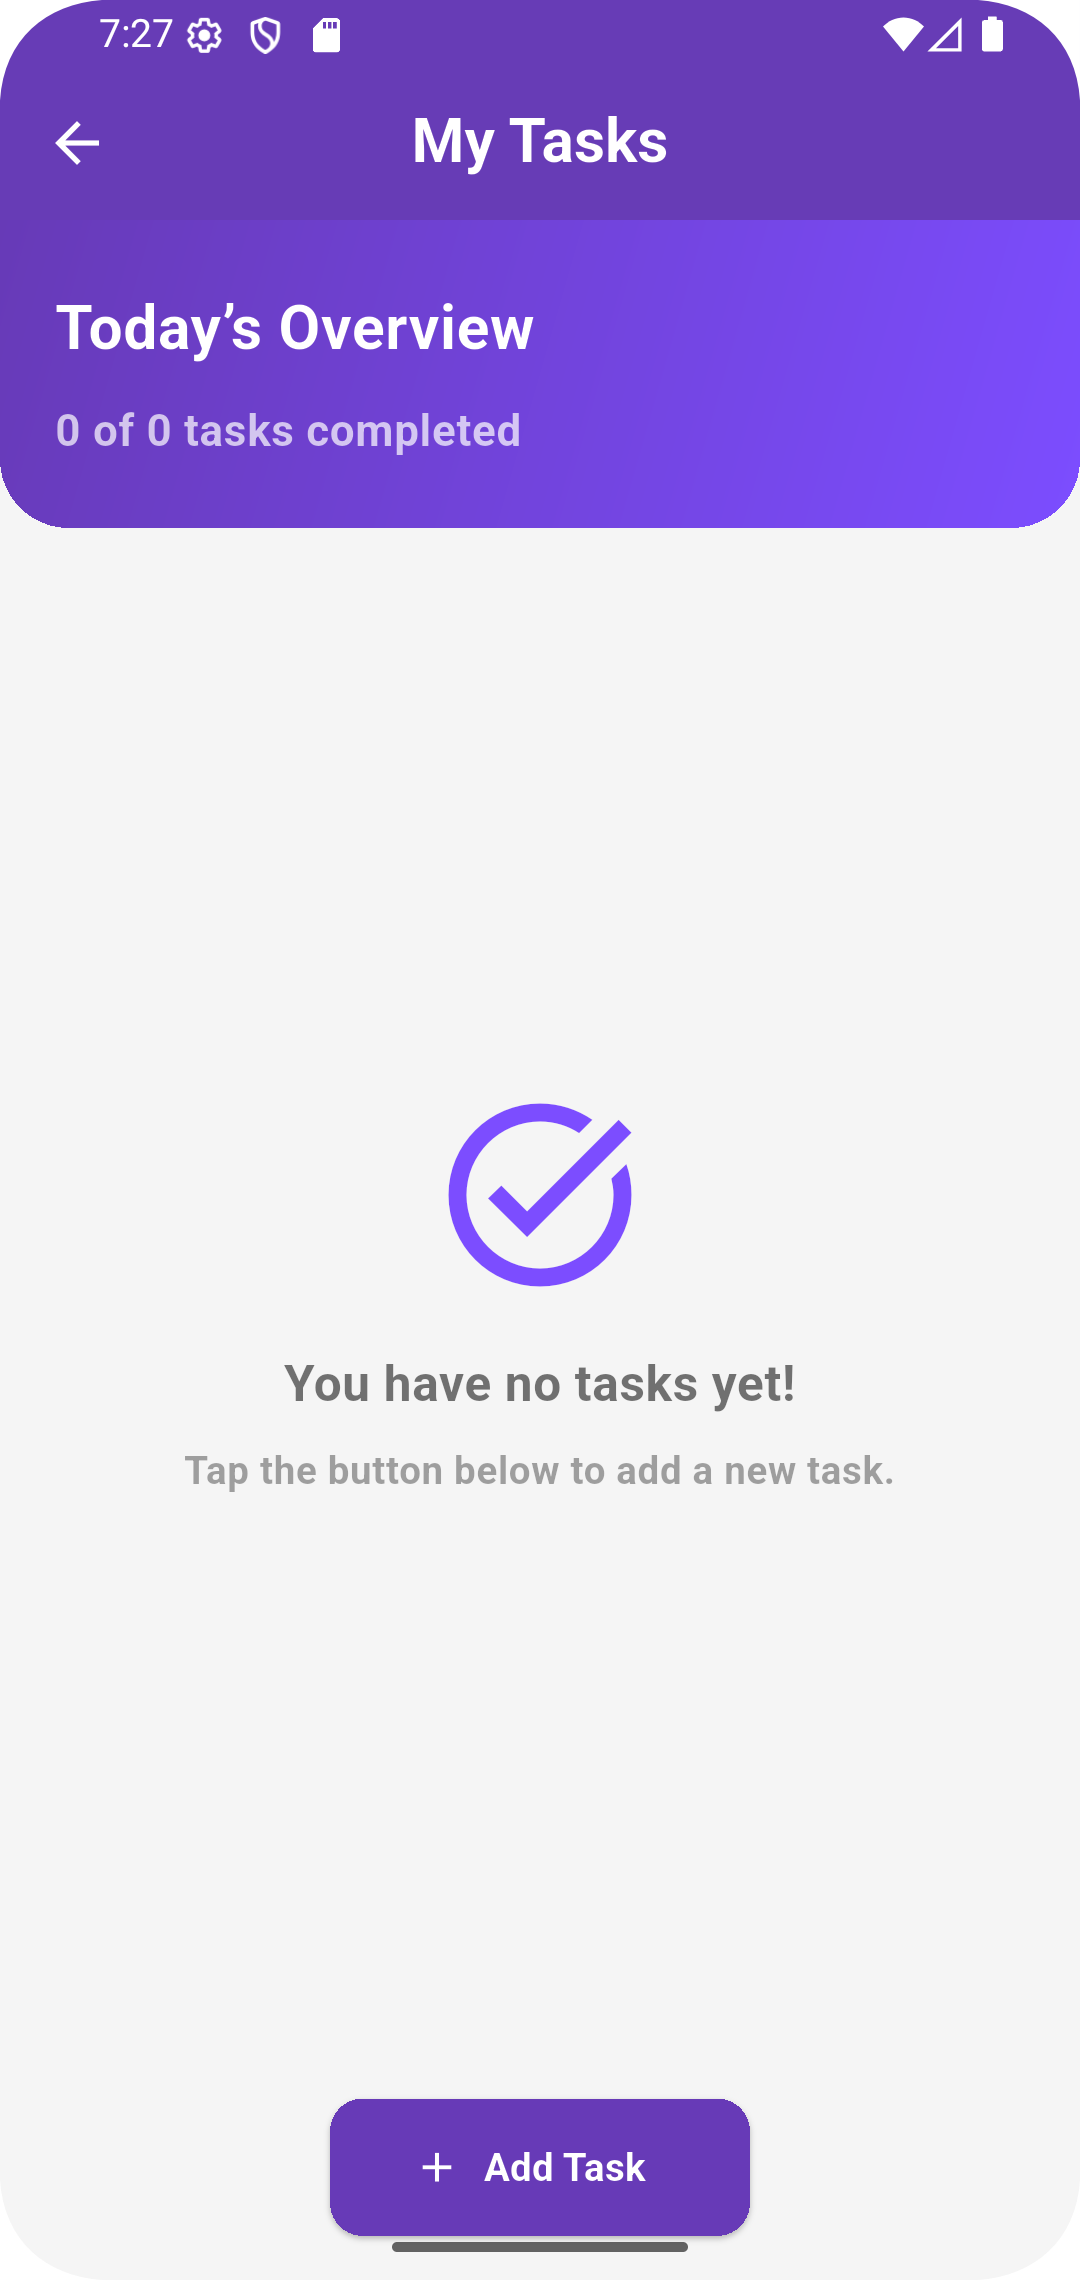 7:27
My Tasks
Today’s Overview
0 of 0 tasks completed
You have no tasks yet!
Tap the button below to add a new task.
Add Task